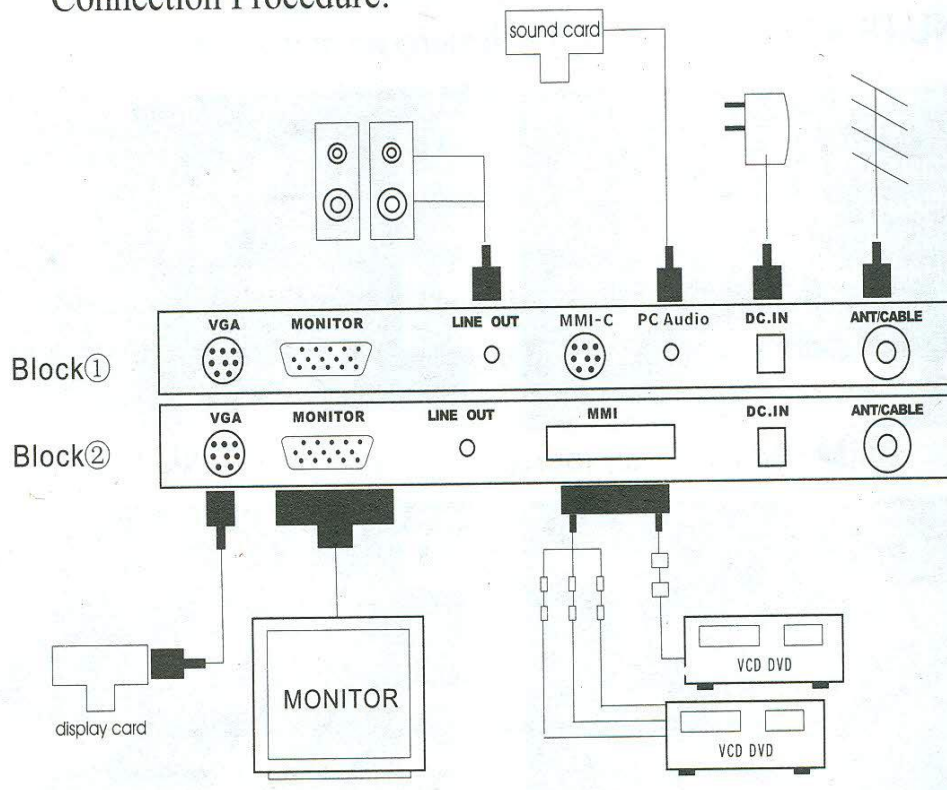 Connection Procedure:
sound card
VGA MONITOR LINE OUT MMI-C PC Audio DC.IN ANT/CABLE
Block①
VGA MONITOR LINE OUT MMI DC.IN ANT/CABLE
Block②
MONITOR
display card
VCD DVD
VCD DVD